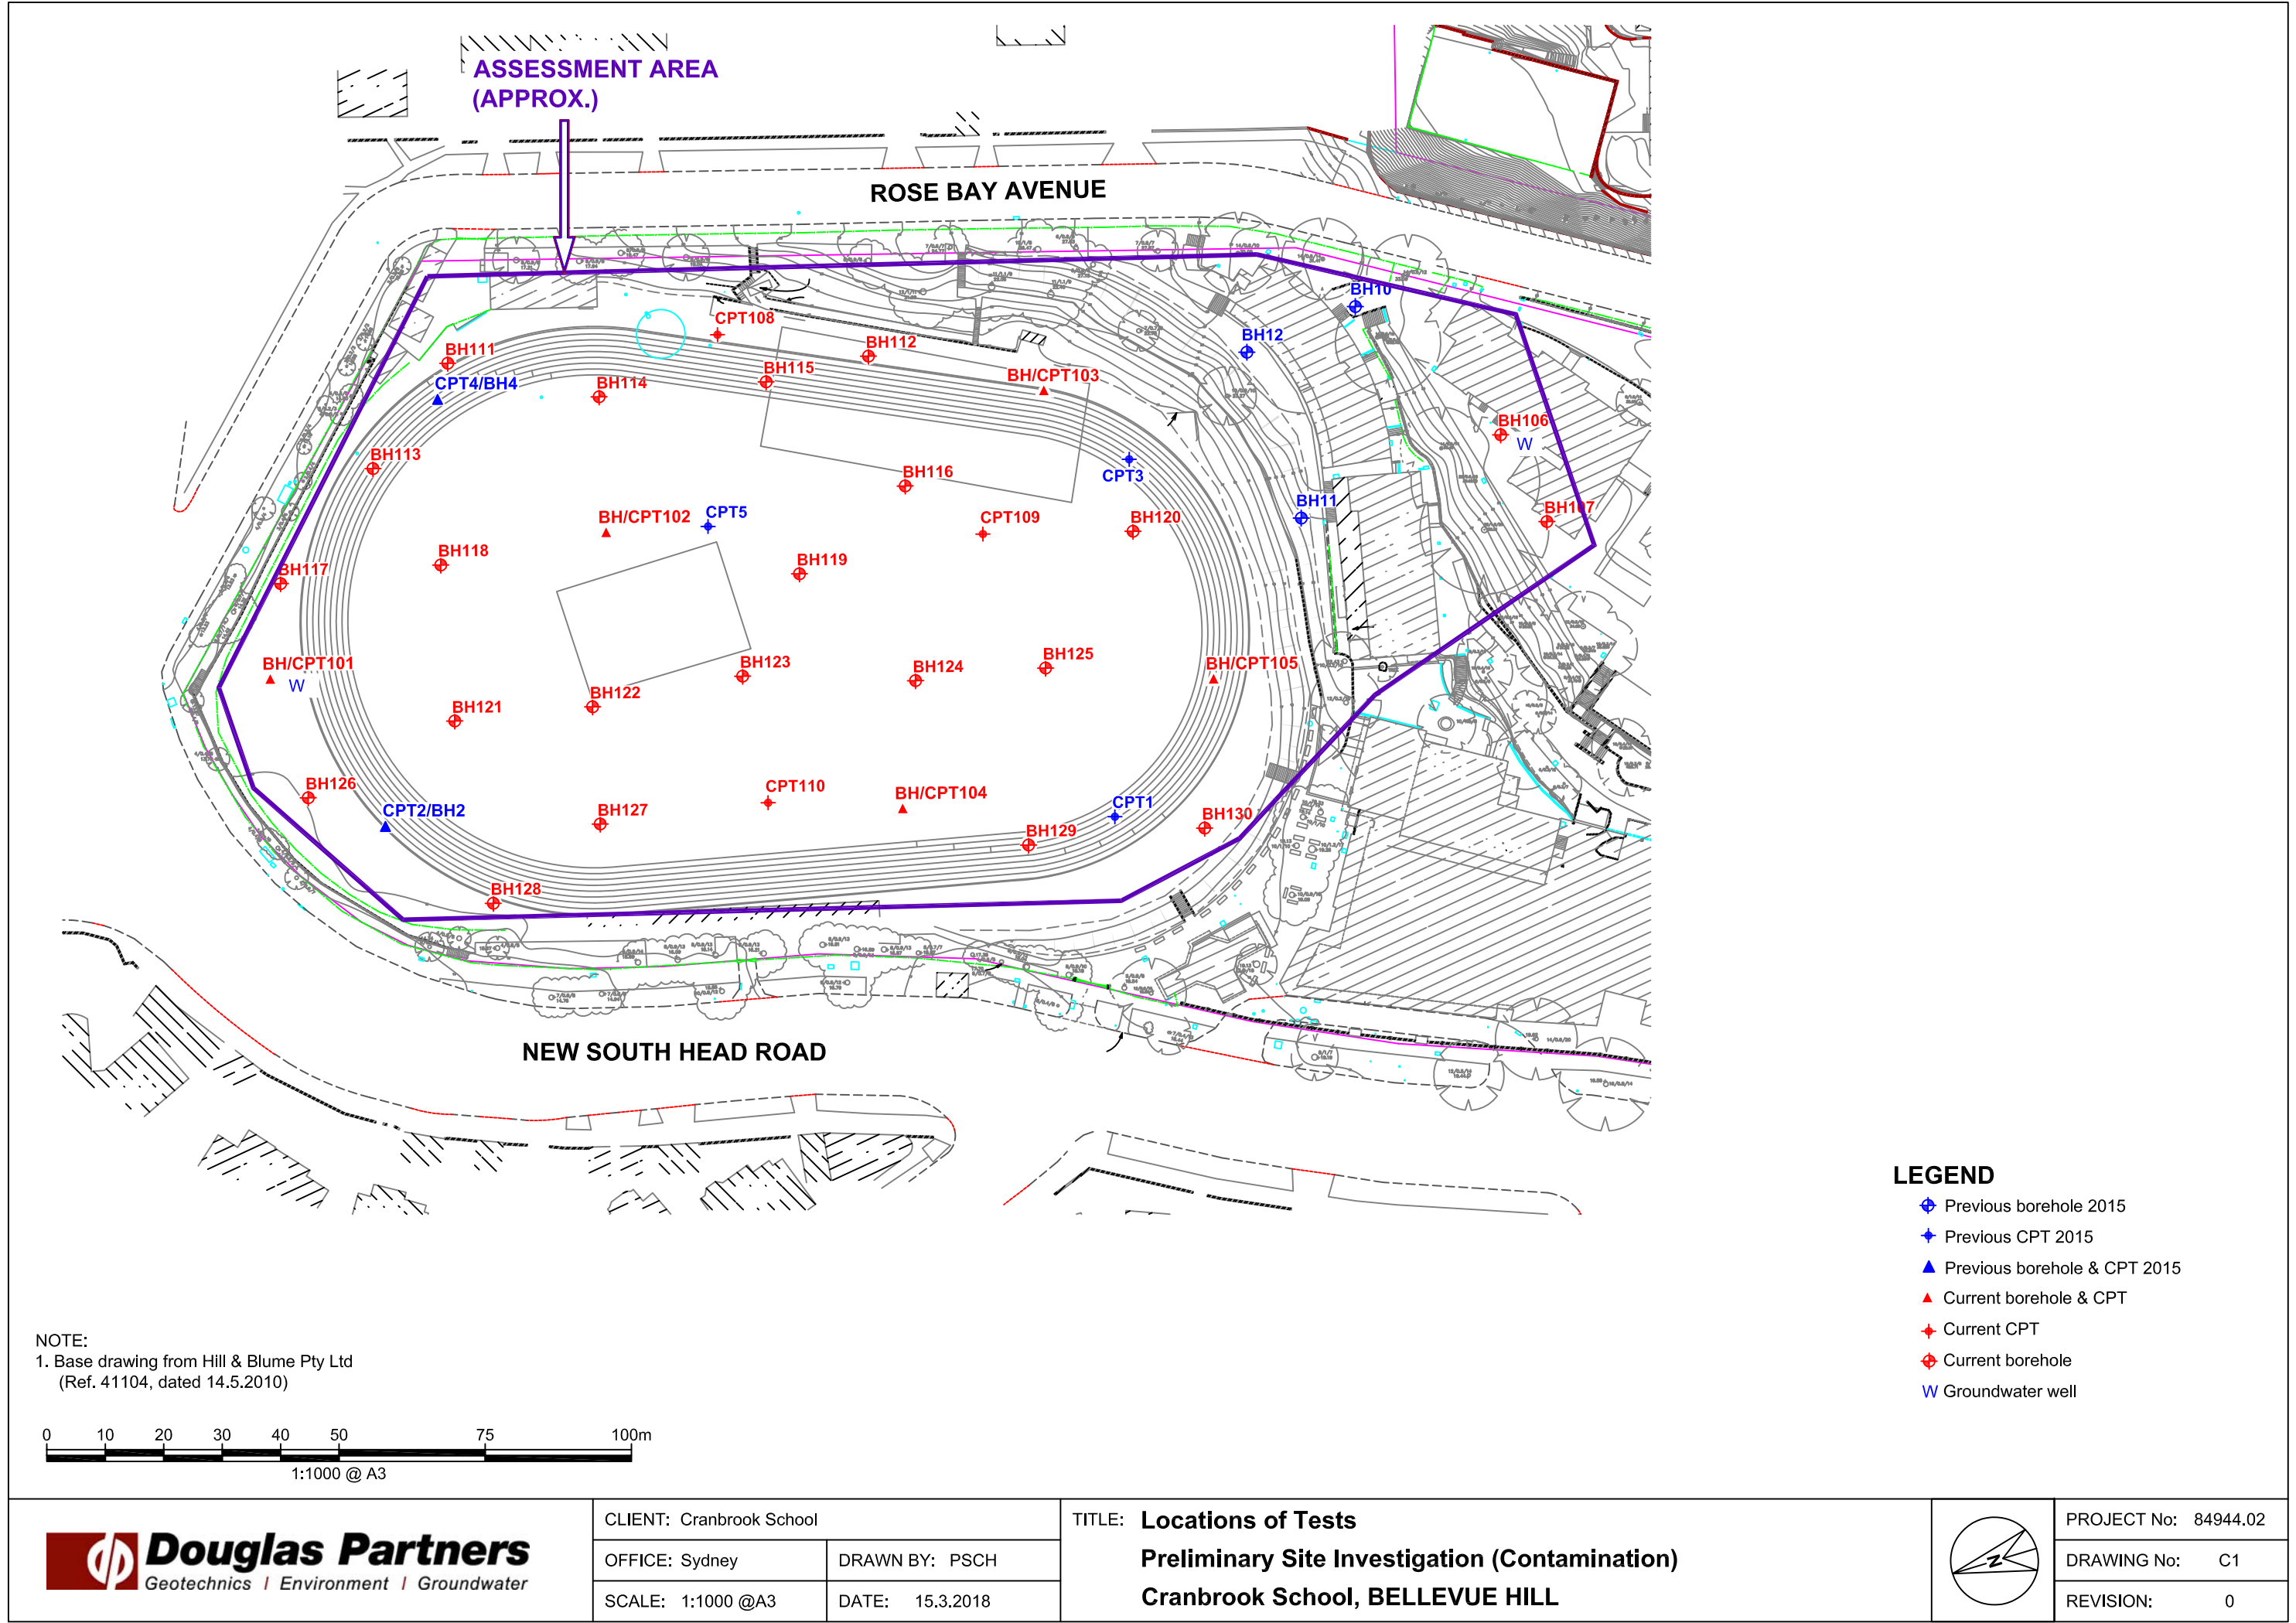 ASSESSMENT AREA
(APPROX.)
ROSE BAY AVENUE
BH10
CPT108
BH12
BH111
BH112
CPT4/BH4
BH114
BH115
BH/CPT103
BH106
W
BH113
BH116
CPT3
BH11
BH107
BH/CPT102
CPT5
CPT109
BH120
BH118
BH119
BH117
BH/CPT101
W
BH123
BH124
BH125
BH/CPT105
BH121
BH122
BH126
CPT2/BH2
BH127
CPT110
BH/CPT104
CPT1
BH129
BH130
BH128
NEW SOUTH HEAD ROAD
LEGEND
Previous borehole 2015
Previous CPT 2015
Previous borehole & CPT 2015
Current borehole & CPT
Current CPT
Current borehole
W Groundwater well
NOTE:
1. Base drawing from Hill & Blume Pty Ltd
(Ref. 41104, dated 14.5.2010)
0 10 20 30 40 50 75 100m
1:1000 @ A3
Douglas Partners
Geotechnics | Environment | Groundwater
CLIENT: Cranbrook School
OFFICE: Sydney
DRAWN BY: PSCH
SCALE: 1:1000 @A3
DATE: 15.3.2018
TITLE: Locations of Tests
Preliminary Site Investigation (Contamination)
Cranbrook School, BELLEVUE HILL
N
PROJECT No: 84944.02
DRAWING No: C1
REVISION: 0